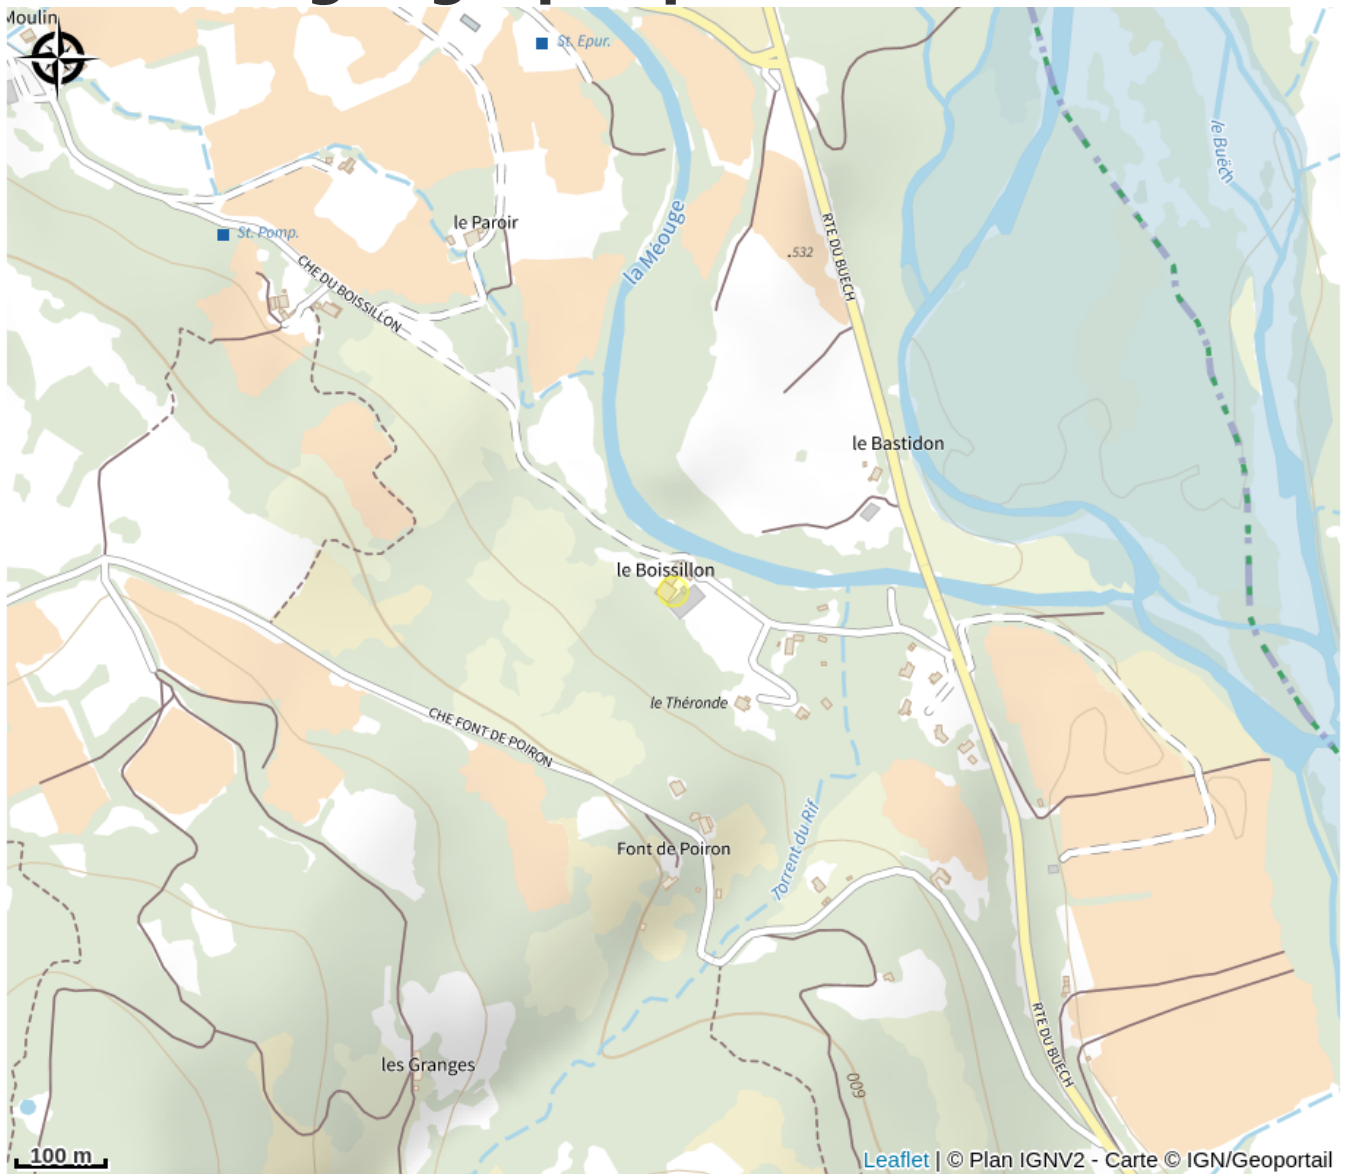 Moulin
St. Epur.
le Buëch
le Paroir
St. Pomp.
la Méouge
RTE DU BUECH
.532
CHE DU BOISSILLON
le Bastidon
le Boissillon
le Théronde
CHE FONT DE POIRON
Torrent du Rif
Font de Poiron
RTE DU BUECH
les Granges
600
100 m
Leaflet | © Plan IGNV2 - Carte © IGN/Geoportail